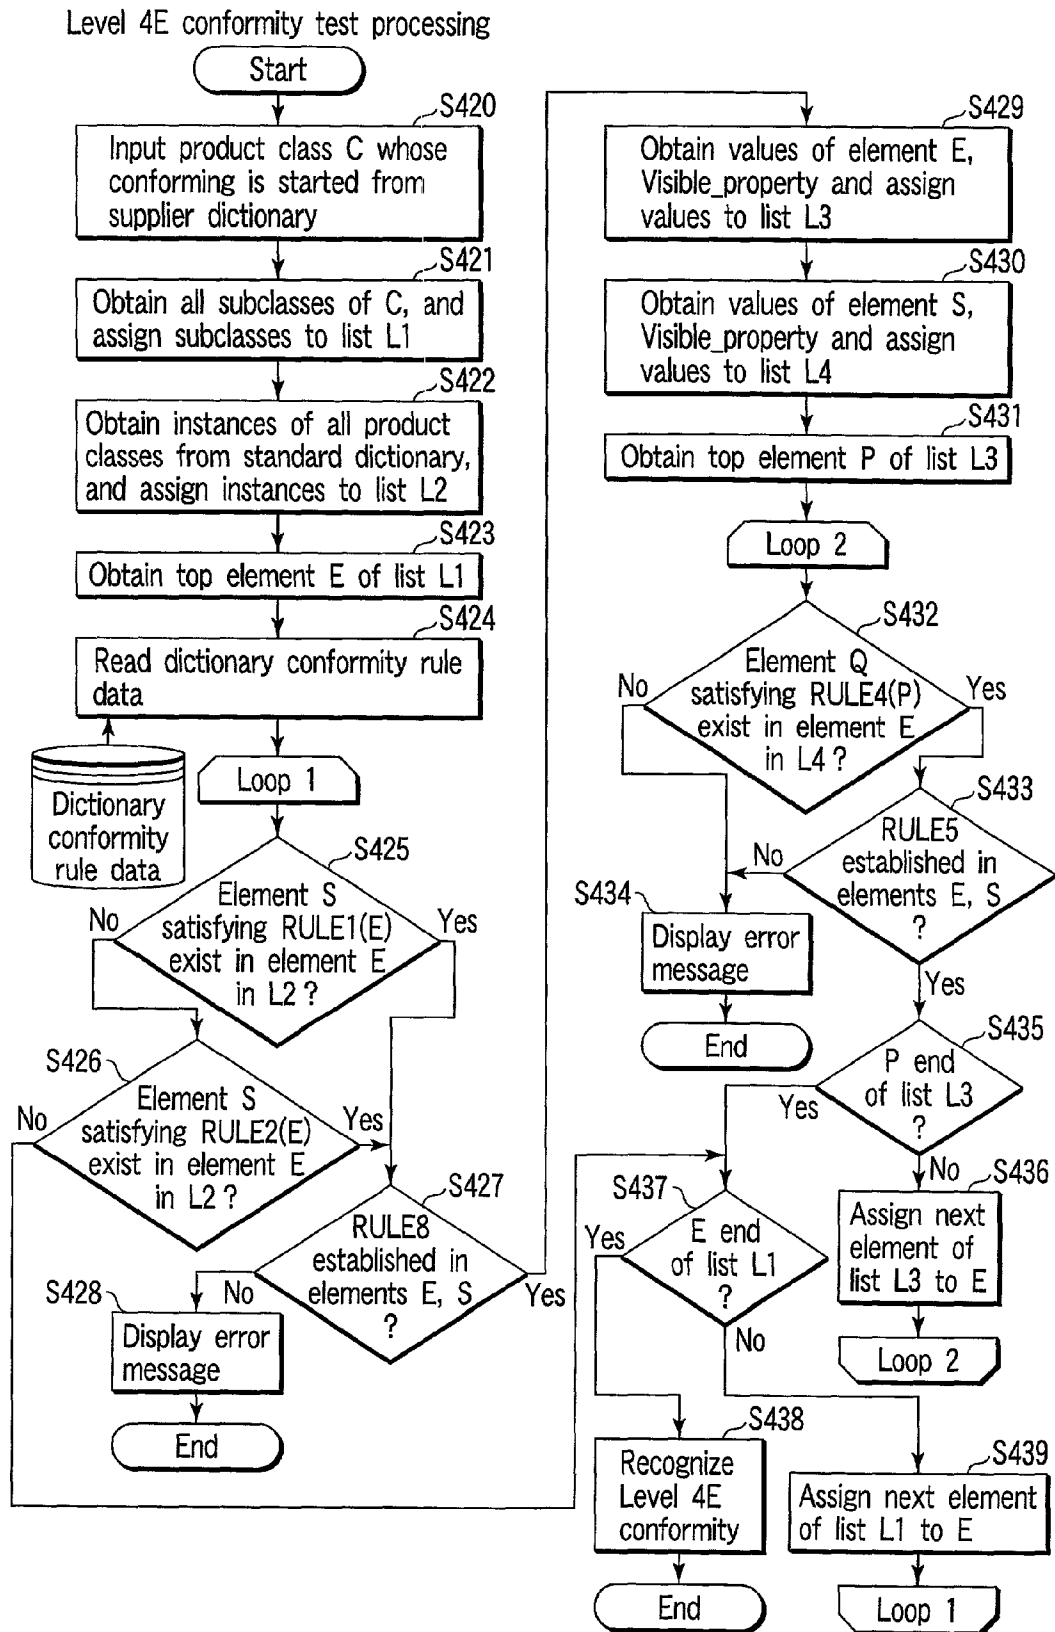 Level 4E conformity test processing
Start
S420
Input product class C whose
conforming is started from
supplier dictionary
S421
Obtain all subclasses of C, and
assign subclasses to list L1
S422
Obtain instances of all product
classes from standard dictionary,
and assign instances to list L2
S423
Obtain top element E of list L1
S424
Read dictionary conformity rule
data
Dictionary
conformity
rule data
Loop 1
S425
Element S
satisfying RULE1(E)
exist in element E
in L2 ?
No
Yes
S426
Element S
satisfying RULE2(E)
exist in element E
in L2 ?
No
Yes
S427
RULE8
established in
elements E, S
?
No
Yes
S428
Display error
message
End
S429
Obtain values of element E,
Visible_property and assign
values to list L3
S430
Obtain values of element S,
Visible_property and assign
values to list L4
S431
Obtain top element P of list L3
Loop 2
S432
Element Q
satisfying RULE4(P)
exist in element E
in L4 ?
No
Yes
S433
RULE5
established in
elements E, S
?
No
Yes
S434
Display error
message
End
S435
P end
of list L3
?
Yes
No
S436
Assign next
element of
list L3 to E
Loop 2
S437
E end
of list L1
?
Yes
No
S438
Recognize
Level 4E
conformity
End
S439
Assign next element
of list L1 to E
Loop 1